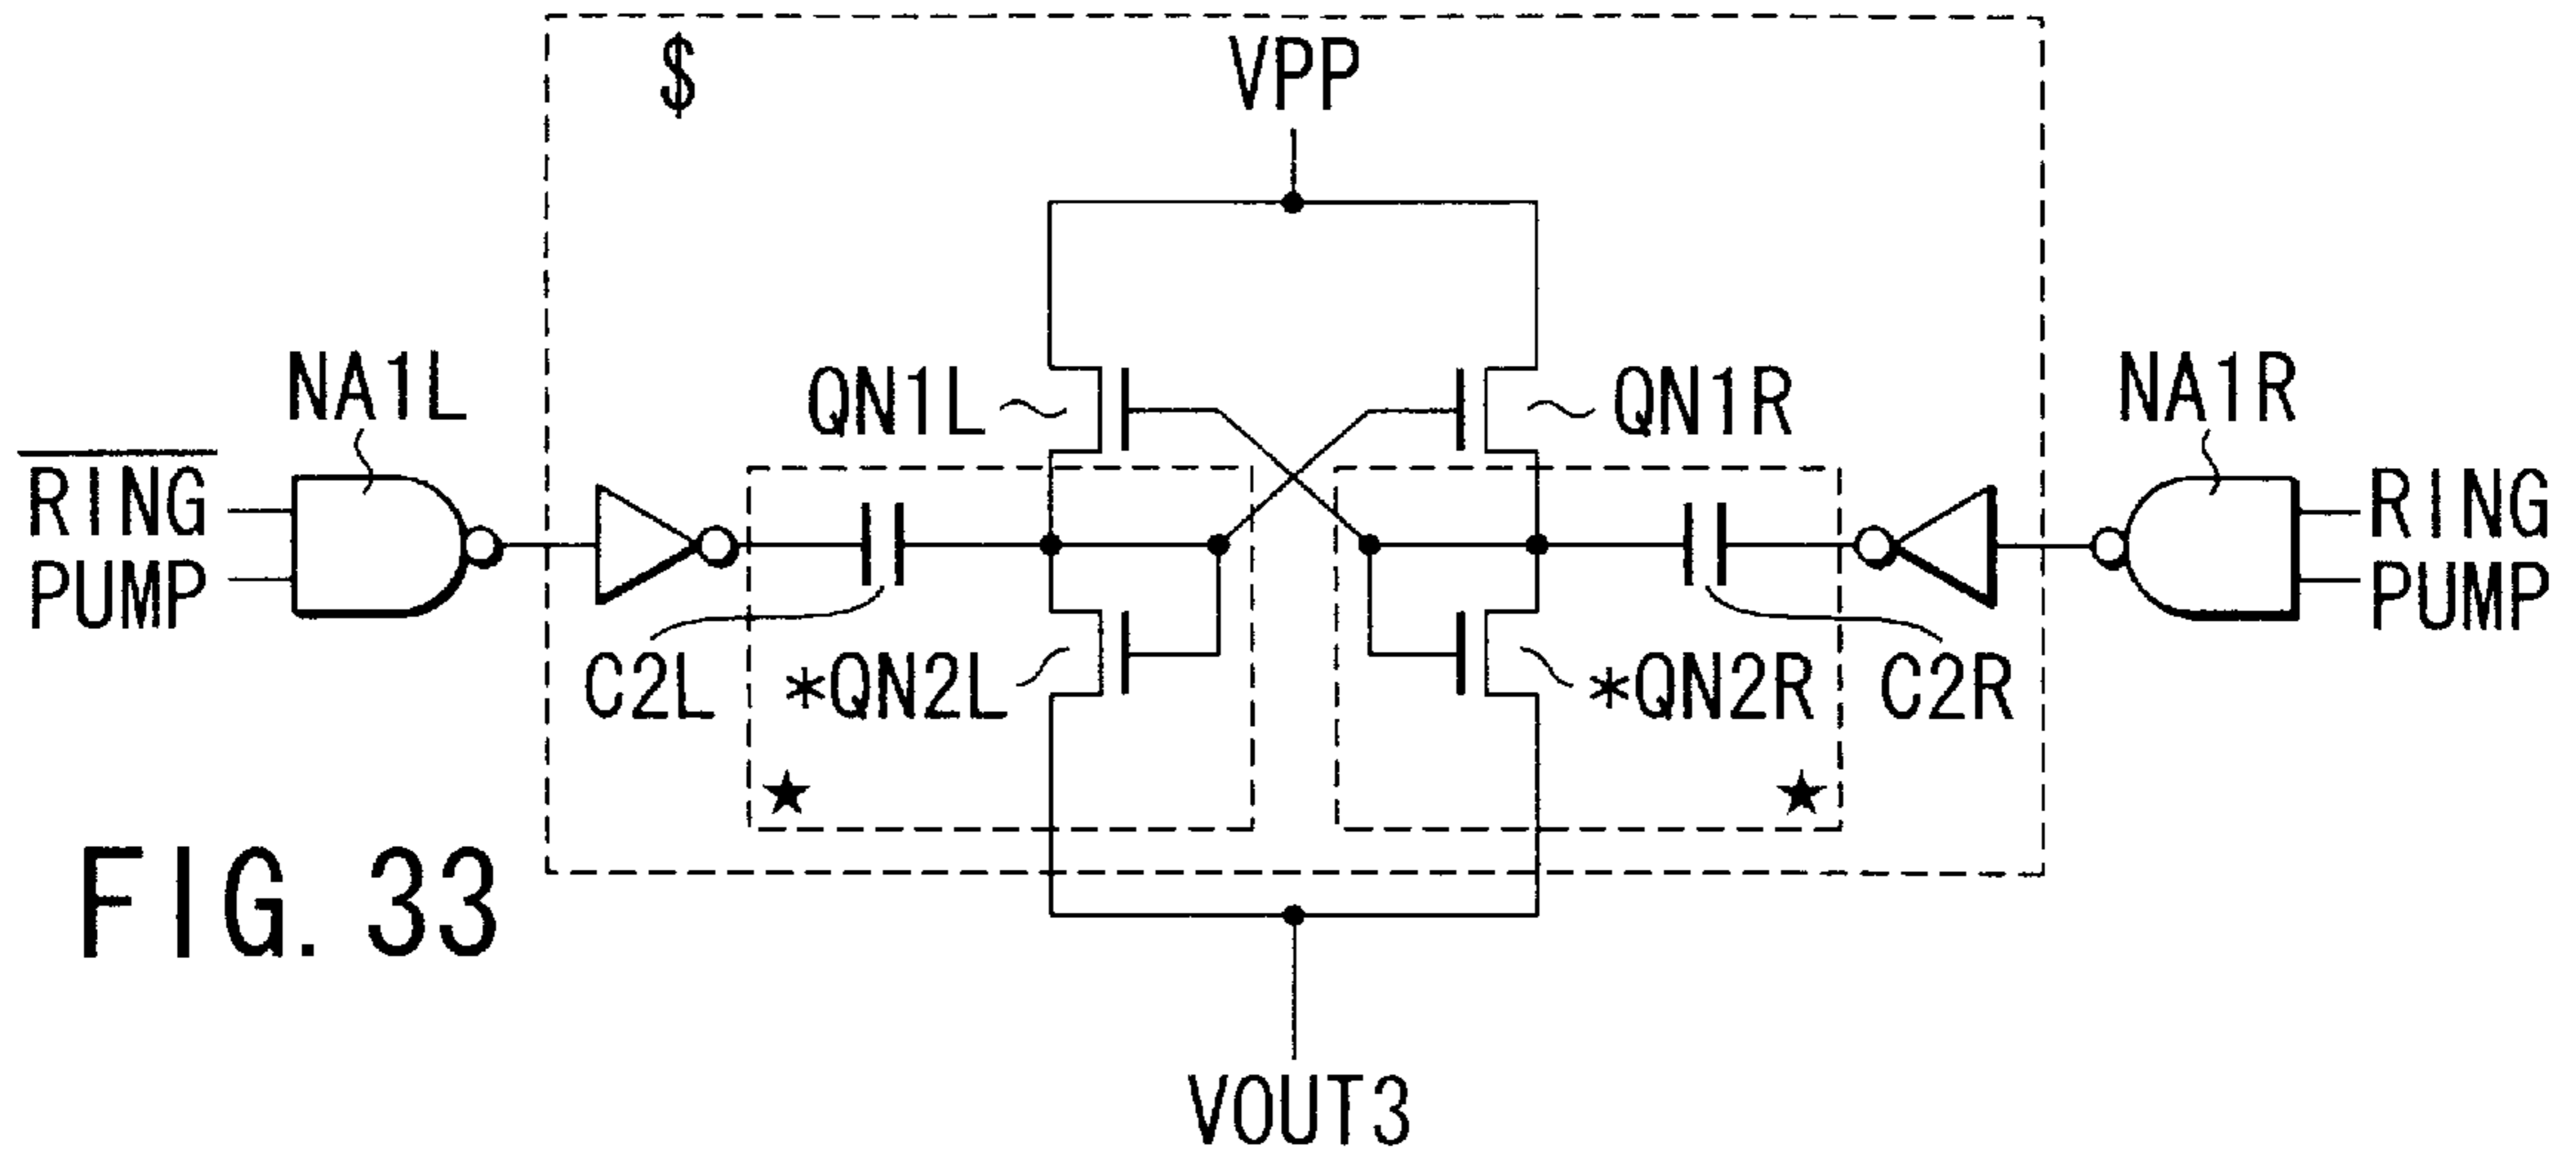 $
VPP
NA1L
QN1L
QN1R
NA1R
RING
PUMP
RING
PUMP
C2L
*QN2L
*QN2R
C2R
★
★
FIG. 33
VOUT3